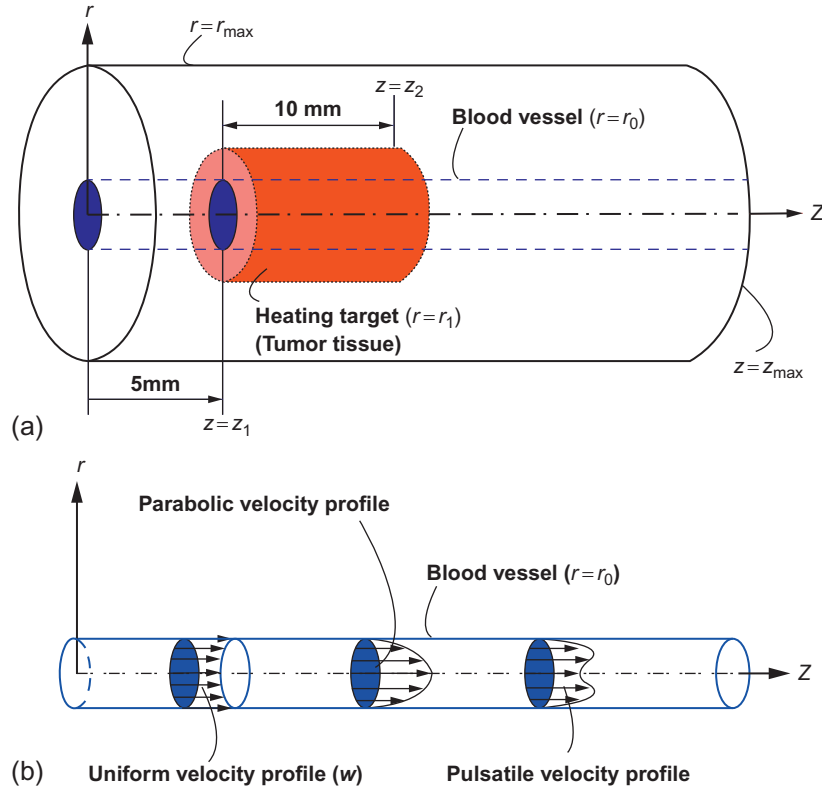 r
r = rmax
z = z2
10 mm
Blood vessel (r = r0)
Z
Heating target (r = r1)
(Tumor tissue)
5mm
z = zmax
z = z1
(a)
r
Parabolic velocity profile
Blood vessel (r = r0)
Z
(b)
Uniform velocity profile (w)
Pulsatile velocity profile